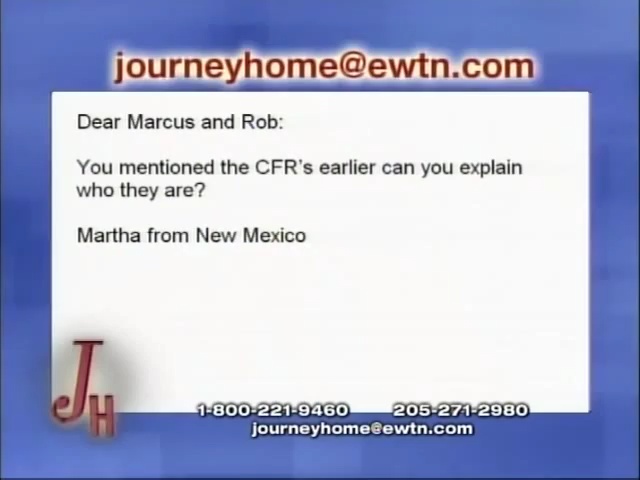 journeyhome@ewtn.com
Dear Marcus and Rob:
You mentioned the CFR's earlier can you explain
who they are?
Martha from New Mexico
JH
1-800-221-9460 205-271-2980
journeyhome@ewtn.com